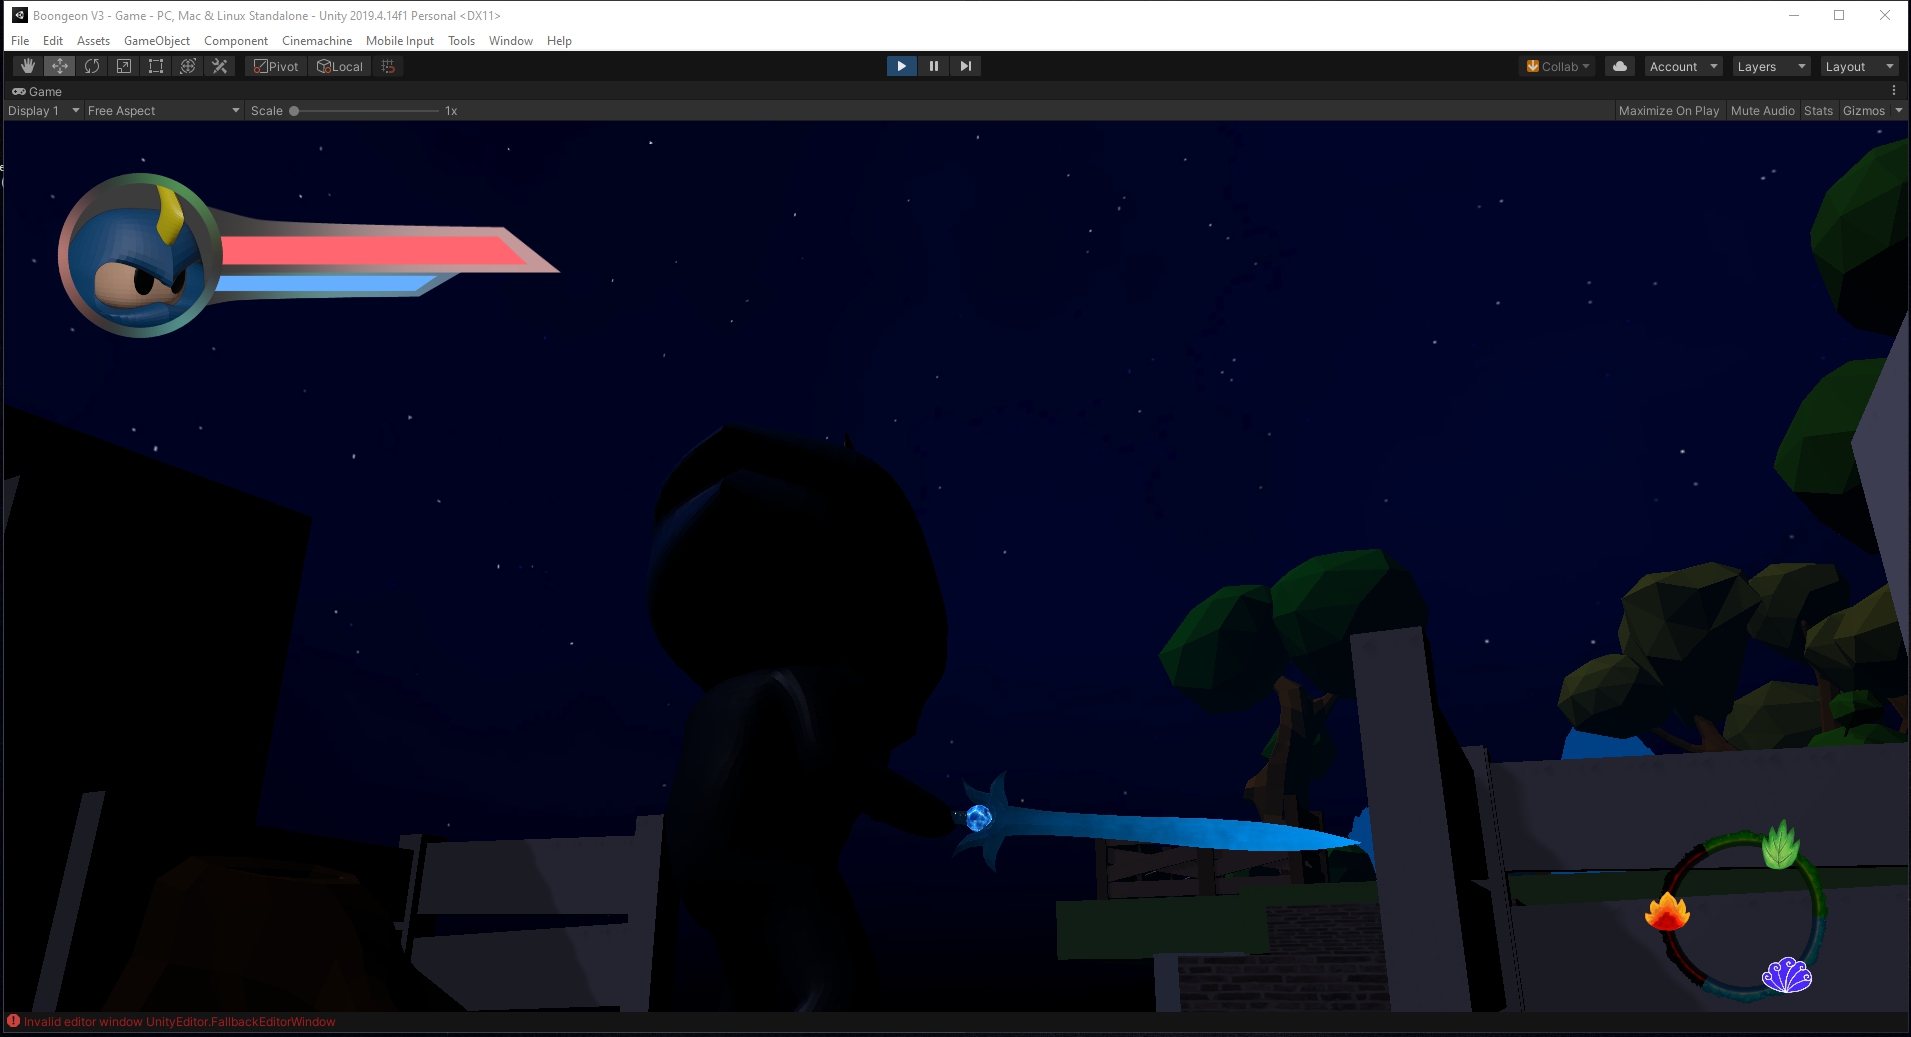 Boongeon V3 - Game - PC, Mac & Linux Standalone - Unity 2019.4.14f1 Personal <DX11>
File Edit Assets GameObject Component Cinemachine Mobile Input Tools Window Help
Pivot Local Collab Account Layers Layout
Game
Display 1 Free Aspect Scale 1x Maximize On Play Mute Audio Stats Gizmos
Invalid editor window UnityEditor.FallbackEditorWindow